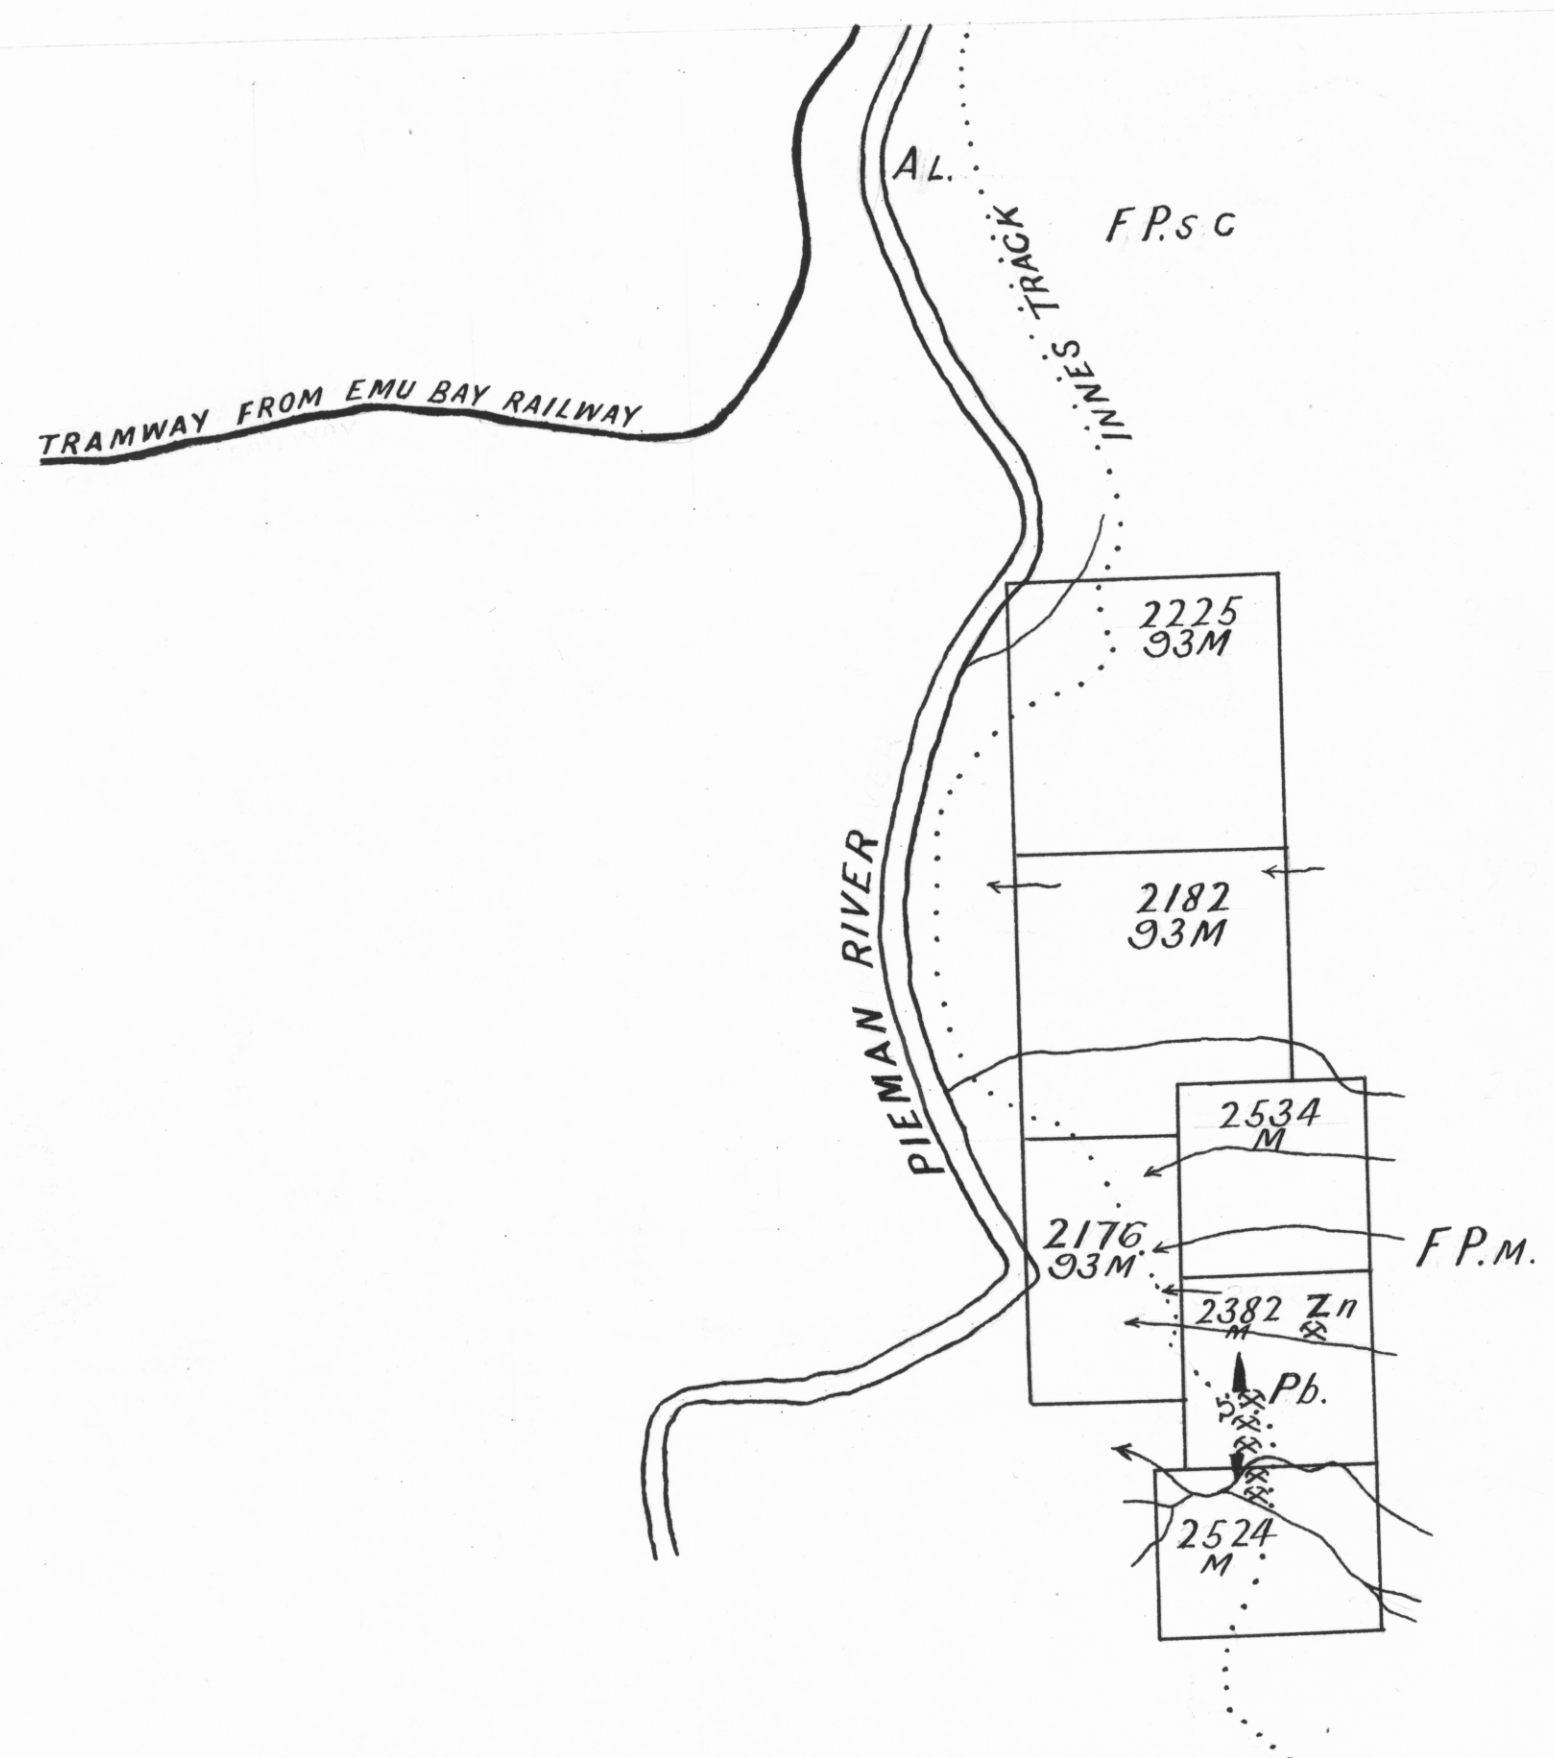 AL.
F P. S C
INNES TRACK
TRAMWAY FROM EMU BAY RAILWAY
2225
93M
PIEMAN RIVER
2182
93M
2534
M
2176
93M
F P. M.
2382
M
Zn
Pb.
2524
M